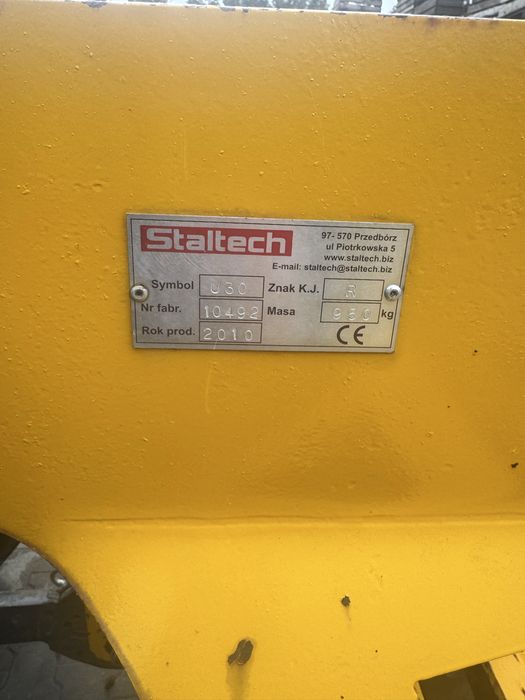 Staltech
97- 570 Przedbórz
ul Piotrkowska 5
www.staltech.biz
E-mail: staltech@staltech.biz
Symbol U30 Znak K.J. R
Nr fabr. 10492 Masa 950 kg
Rok prod. 2010 CE